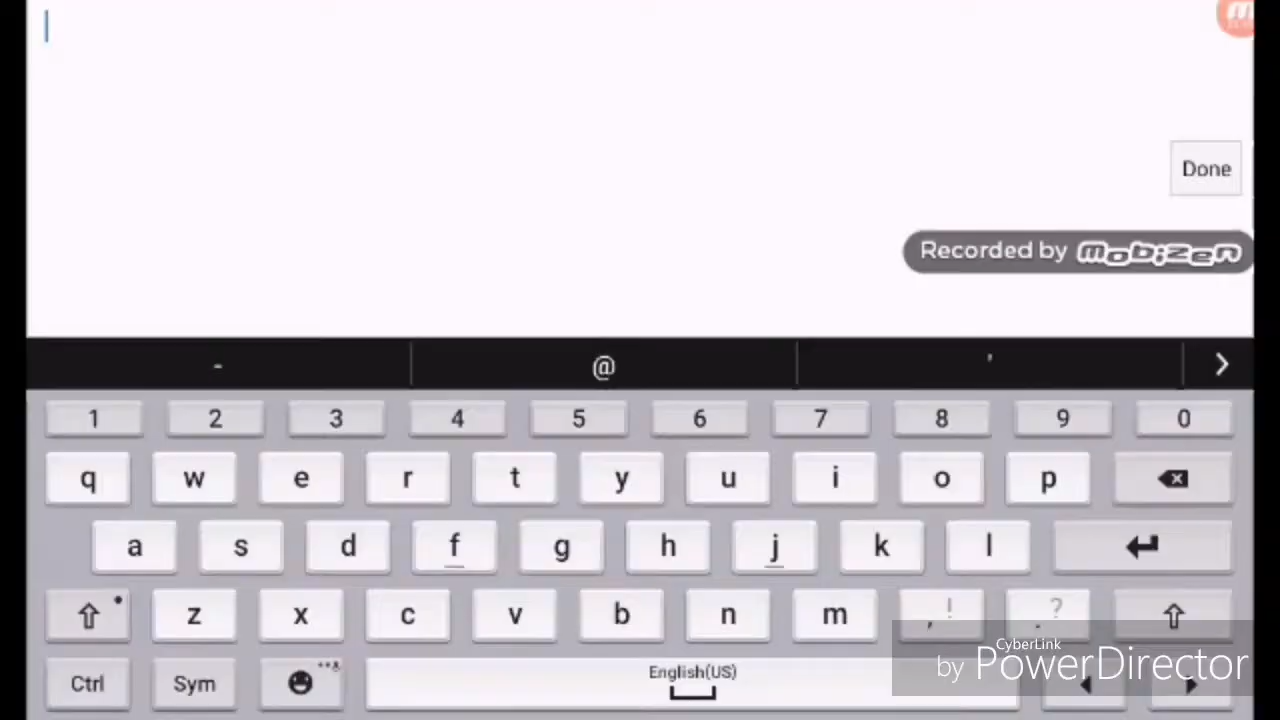 Done
Recorded by mobizen
- @ '
1 2 3 4 5 6 7 8 9 0
q w e r t y u i o p
a s d f g h j k l
z x c v b n m , ! . ?
Ctrl Sym English(US)
CyberLink
by PowerDirector